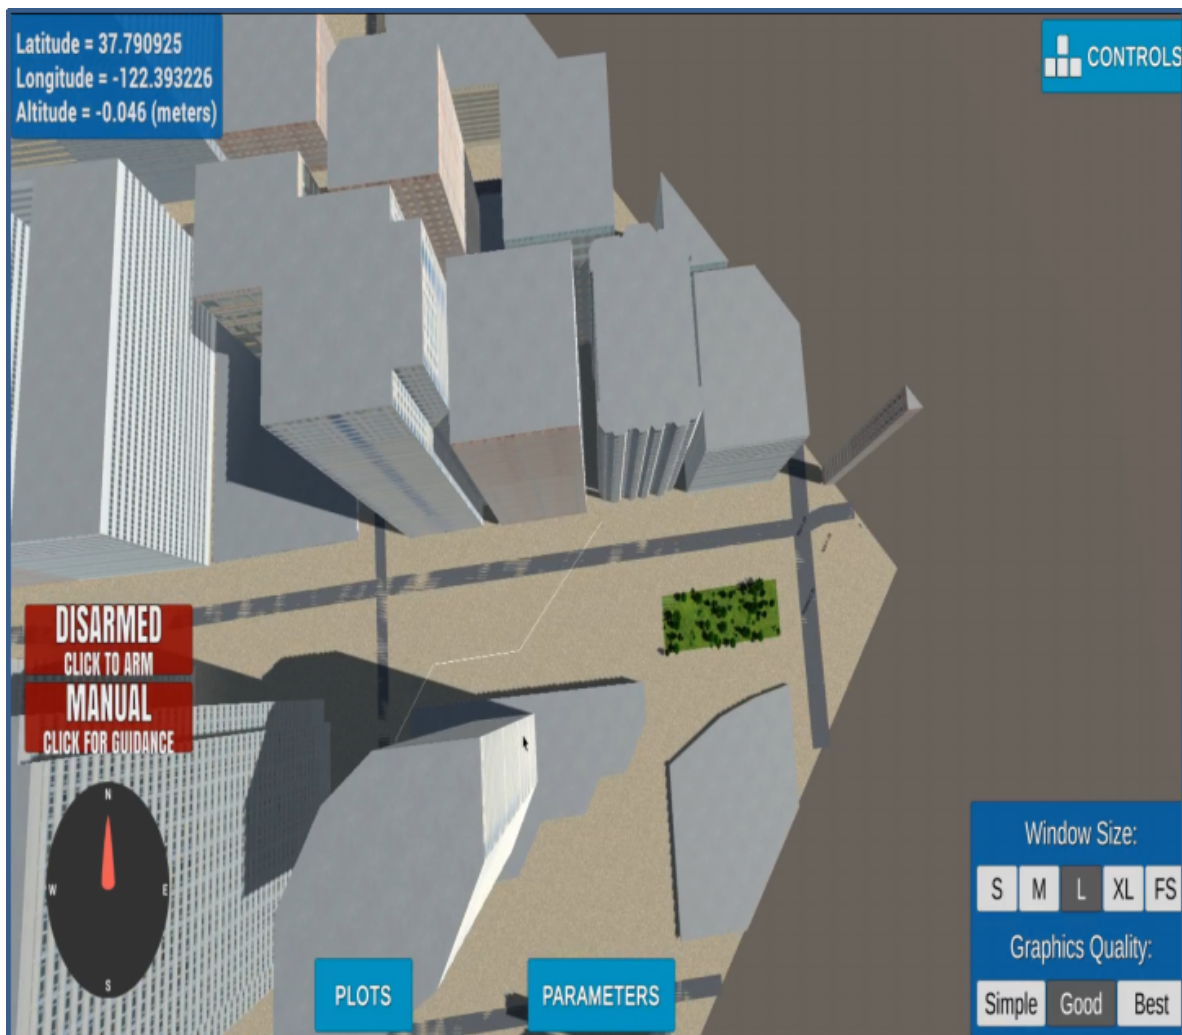 Latitude = 37.790925
Longitude = -122.393226
Altitude = -0.046 (meters)
CONTROLS
DISARMED
CLICK TO ARM
MANUAL
CLICK FOR GUIDANCE
N
W E
S
PLOTS
PARAMETERS
Window Size:
S M L XL FS
Graphics Quality:
Simple Good Best